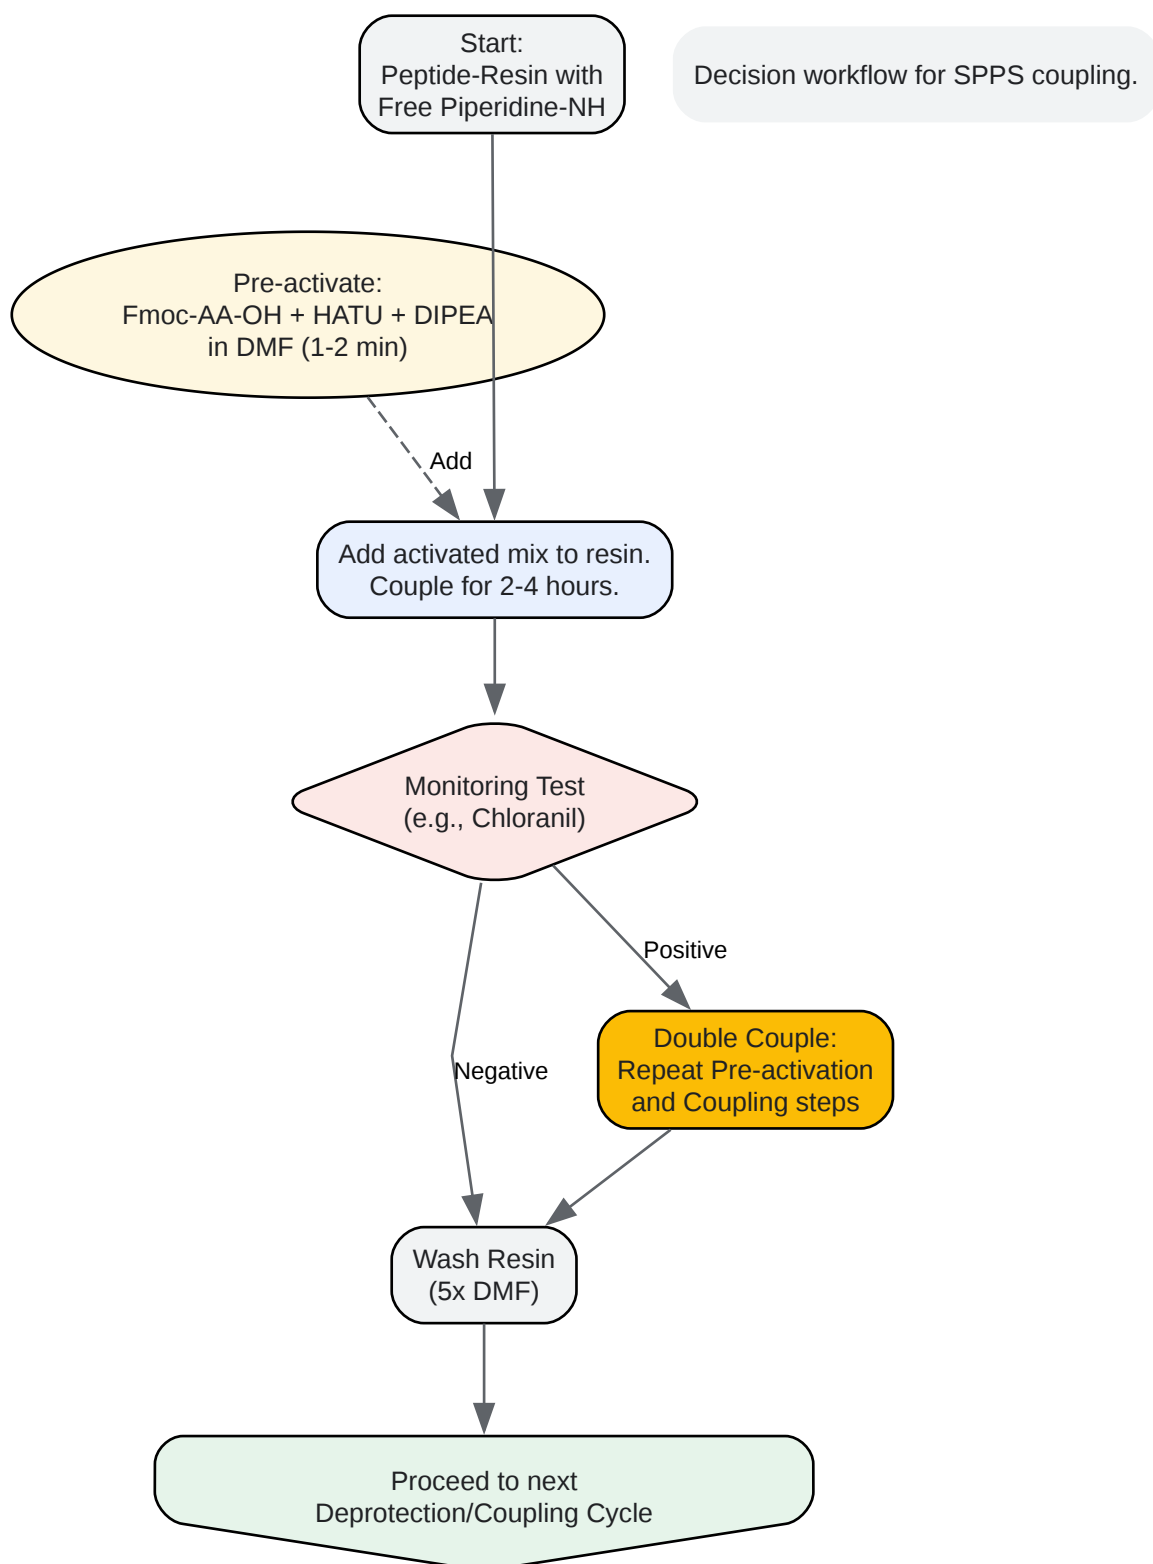 Start:
Peptide-Resin with
Free Piperidine-NH
Decision workflow for SPPS coupling.
Pre-activate:
Fmoc-AA-OH + HATU + DIPEA
in DMF (1-2 min)
Add
Add activated mix to resin.
Couple for 2-4 hours.
Monitoring Test
(e.g., Chloranil)
Positive
Double Couple:
Repeat Pre-activation
and Coupling steps
Negative
Wash Resin
(5x DMF)
Proceed to next
Deprotection/Coupling Cycle